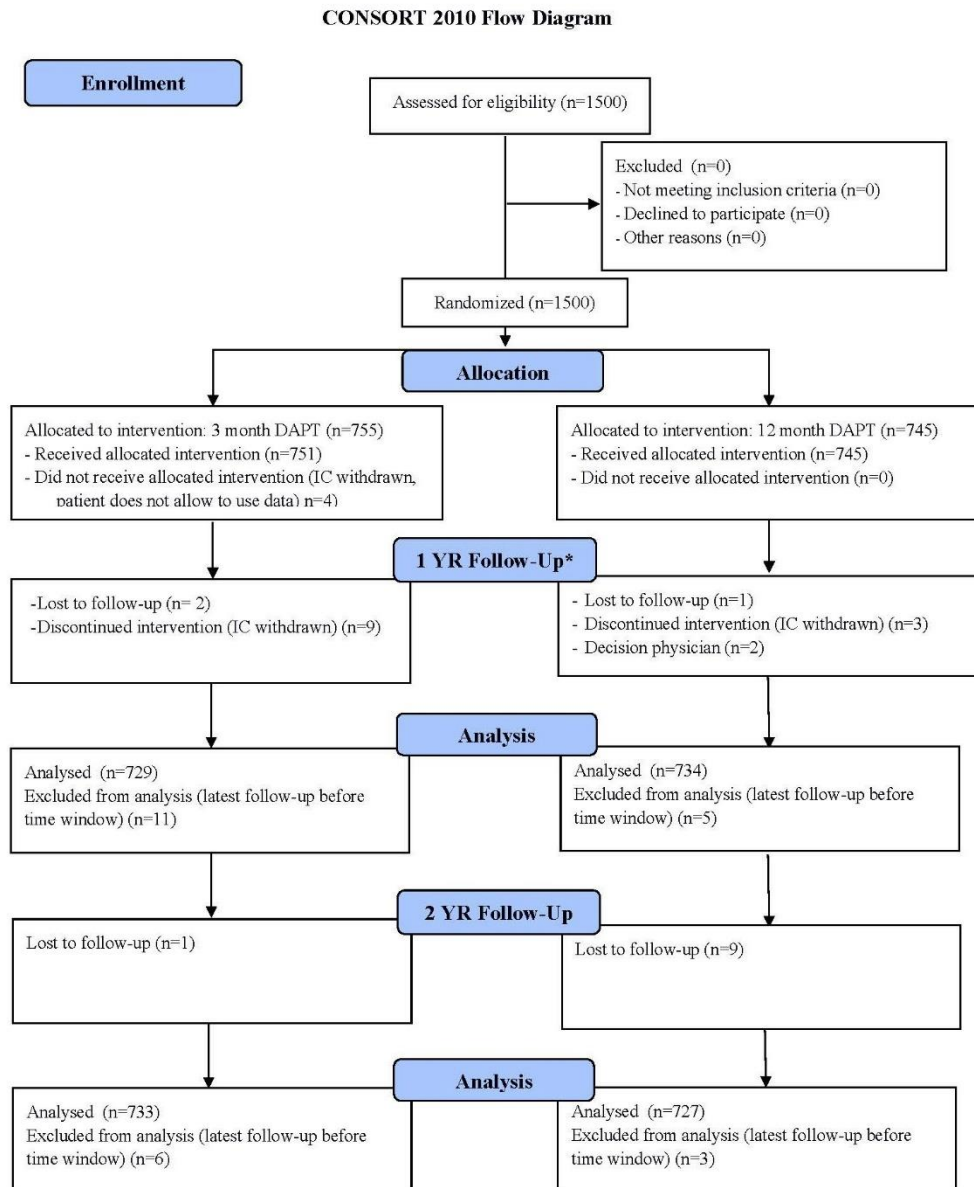 CONSORT 2010 Flow Diagram
Enrollment
Assessed for eligibility (n=1500)
Excluded (n=0)
- Not meeting inclusion criteria (n=0)
- Declined to participate (n=0)
- Other reasons (n=0)
Randomized (n=1500)
Allocation
Allocated to intervention: 3 month DAPT (n=755)
- Received allocated intervention (n=751)
- Did not receive allocated intervention (IC withdrawn,
patient does not allow to use data) n=4)
Allocated to intervention: 12 month DAPT (n=745)
- Received allocated intervention (n=745)
- Did not receive allocated intervention (n=0)
1 YR Follow-Up*
-Lost to follow-up (n= 2)
-Discontinued intervention (IC withdrawn) (n=9)
- Lost to follow-up (n=1)
- Discontinued intervention (IC withdrawn) (n=3)
- Decision physician (n=2)
Analysis
Analysed (n=729)
Excluded from analysis (latest follow-up before
time window) (n=11)
Analysed (n=734)
Excluded from analysis (latest follow-up before
time window) (n=5)
2 YR Follow-Up
Lost to follow-up (n=1)
Lost to follow-up (n=9)
Analysis
Analysed (n=733)
Excluded from analysis (latest follow-up before
time window) (n=6)
Analysed (n=727)
Excluded from analysis (latest follow-up before
time window) (n=3)